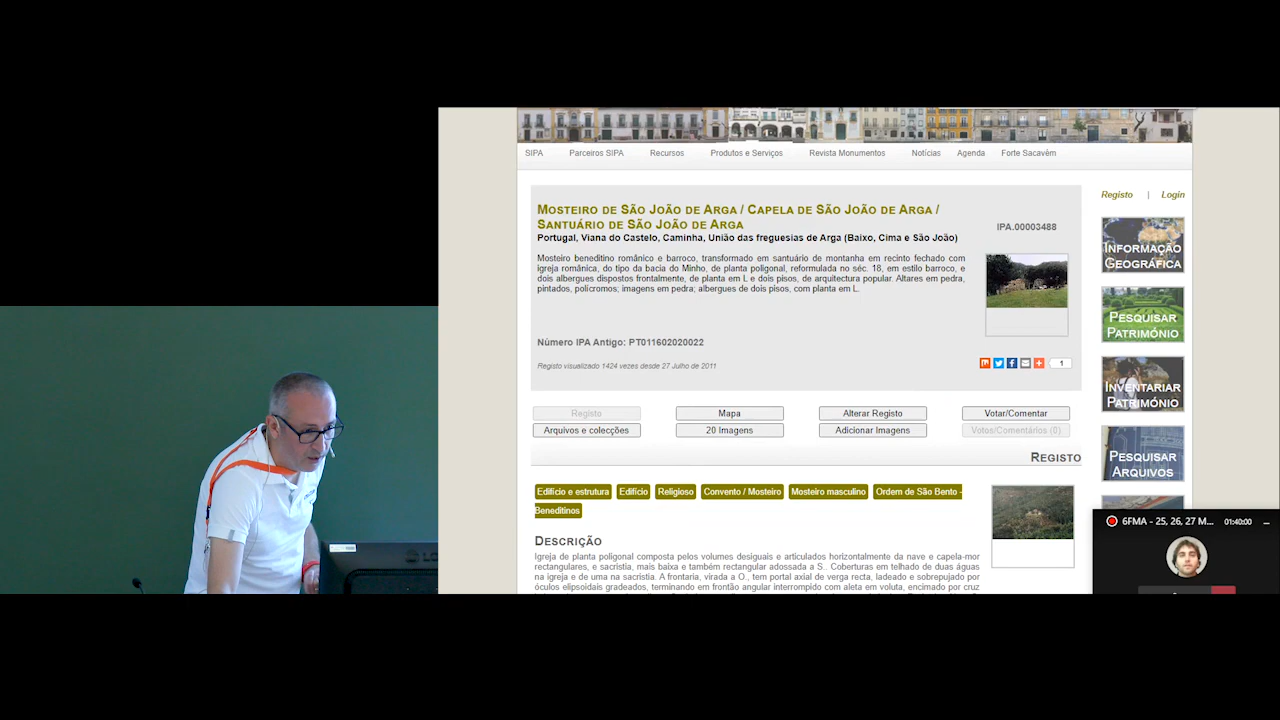 SIPA Parceiros SIPA Recursos Produtos e Serviços Revista Monumentos Notícias Agenda Forte Sacavém
Registo | Login
Mosteiro de São João de Arga / Capela de São João de Arga /
Santuário de São João de Arga
Portugal, Viana do Castelo, Caminha, União das freguesias de Arga (Baixo, Cima e São João)
IPA.00003488
Mosteiro beneditino românico e barroco, transformado em santuário de montanha em recinto fechado com
igreja românica, do tipo da bacia do Minho, de planta poligonal, reformulada no séc. 18, em estilo barroco, e
dois albergues dispostos frontalmente, de planta em L e dois pisos, de arquitectura popular. Altares em pedra,
pintados, polícromos; imagens em pedra; albergues de dois pisos, com planta em L.
Número IPA Antigo: PT011602020022
Registo visualizado 1424 vezes desde 27 Julho de 2011
1
Informação
Geográfica
Pesquisar
Património
Inventariar
Património
Pesquisar
Arquivos
Registo Mapa Alterar Registo Votar/Comentar
Arquivos e colecções 20 Imagens Adicionar Imagens Votos/Comentários (0)
Registo
Edifício e estrutura Edifício Religioso Convento / Mosteiro Mosteiro masculino Ordem de São Bento -
Beneditinos
Descrição
Igreja de planta poligonal composta pelos volumes desiguais e articulados horizontalmente da nave e capela-mor
rectangulares, e sacristia, mais baixa e também rectangular adossada a S.. Coberturas em telhado de duas águas
na igreja e de uma na sacristia. A frontaria, virada a O., tem portal axial de verga recta, ladeado e sobrepujado por
óculos elipsoidais gradeados, terminando em frontão angular interrompido com aleta em voluta, encimado por cruz
6FMA - 25, 26, 27 M... 01:40:00